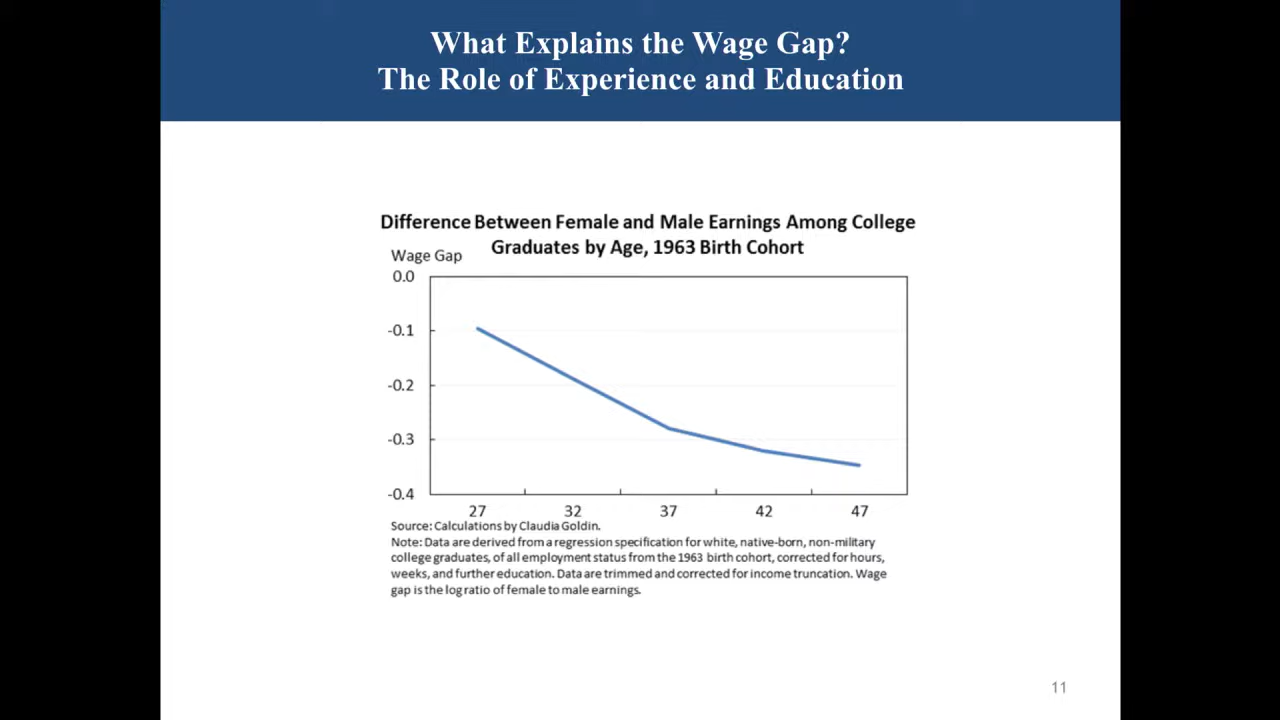 What Explains the Wage Gap?
The Role of Experience and Education
Difference Between Female and Male Earnings Among College
Graduates by Age, 1963 Birth Cohort
Wage Gap
0.0
-0.1
-0.2
-0.3
-0.4
27 32 37 42 47
Source: Calculations by Claudia Goldin.
Note: Data are derived from a regression specification for white, native-born, non-military
college graduates, of all employment status from the 1963 birth cohort, corrected for hours,
weeks, and further education. Data are trimmed and corrected for income truncation. Wage
gap is the log ratio of female to male earnings.
11